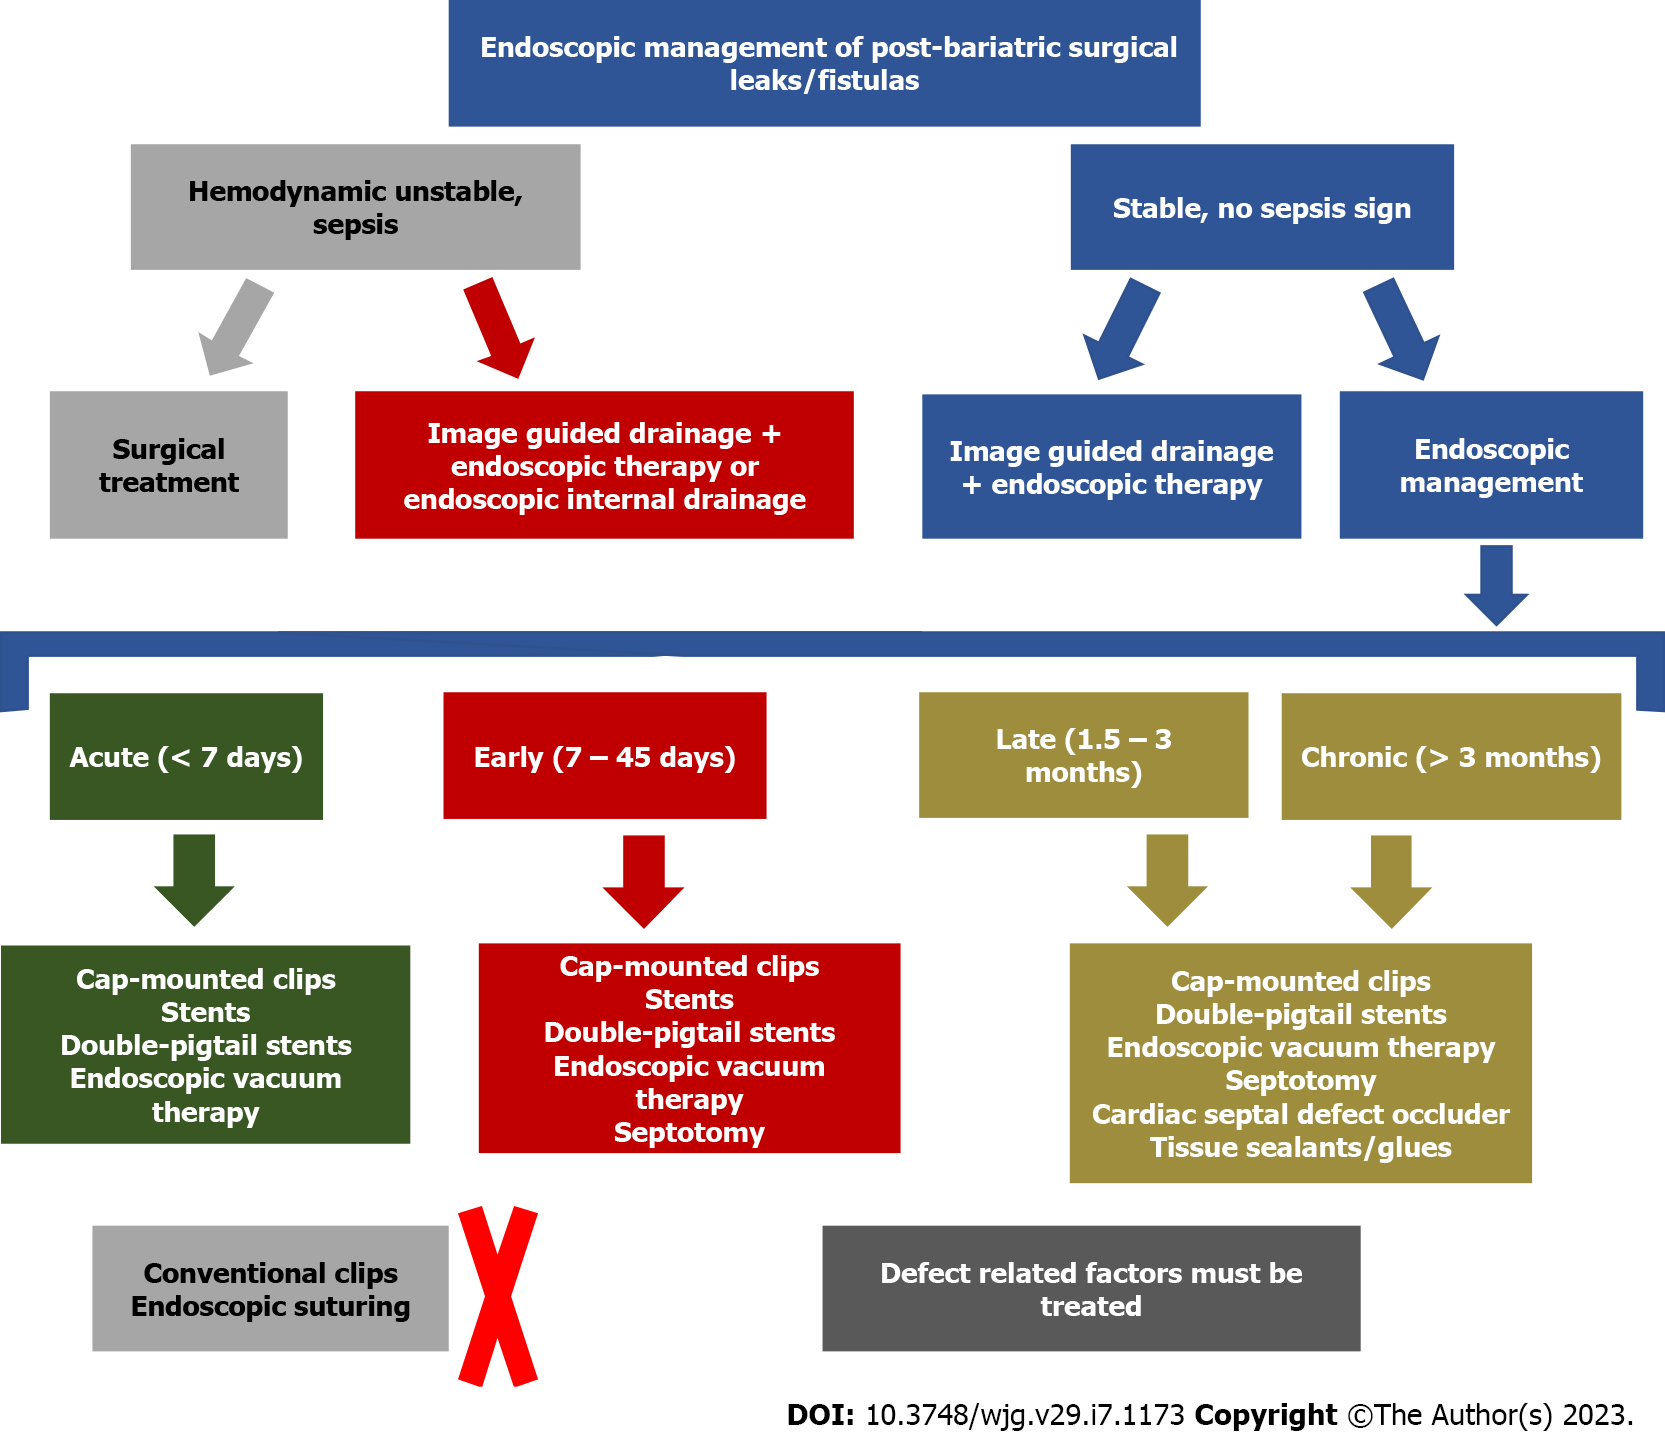 Endoscopic management of post-bariatric surgical
leaks/fistulas
Hemodynamic unstable,
sepsis
Stable, no sepsis sign
Surgical
treatment
Image guided drainage +
endoscopic therapy or
endoscopic internal drainage
Image guided drainage
+ endoscopic therapy
Endoscopic
management
Acute (< 7 days)
Early (7 – 45 days)
Late (1.5 – 3
months)
Chronic (> 3 months)
Cap-mounted clips
Stents
Double-pigtail stents
Endoscopic vacuum
therapy
Cap-mounted clips
Stents
Double-pigtail stents
Endoscopic vacuum
therapy
Septotomy
Cap-mounted clips
Double-pigtail stents
Endoscopic vacuum therapy
Septotomy
Cardiac septal defect occluder
Tissue sealants/glues
Conventional clips
Endoscopic suturing
Defect related factors must be
treated
DOI: 10.3748/wjg.v29.i7.1173 Copyright ©The Author(s) 2023.